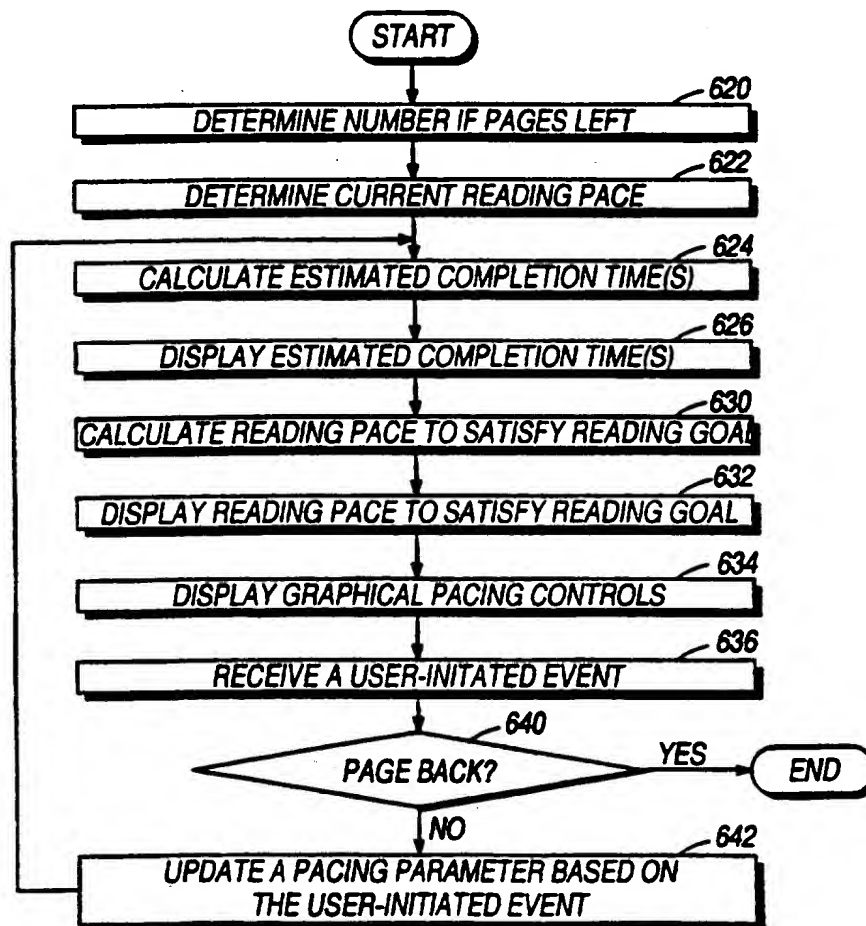 START
620
DETERMINE NUMBER IF PAGES LEFT
622
DETERMINE CURRENT READING PACE
624
CALCULATE ESTIMATED COMPLETION TIME(S)
626
DISPLAY ESTIMATED COMPLETION TIME(S)
630
CALCULATE READING PACE TO SATISFY READING GOAL
632
DISPLAY READING PACE TO SATISFY READING GOAL
634
DISPLAY GRAPHICAL PACING CONTROLS
636
RECEIVE A USER-INITATED EVENT
640
PAGE BACK?
YES
END
NO
642
UPDATE A PACING PARAMETER BASED ON
THE USER-INITIATED EVENT